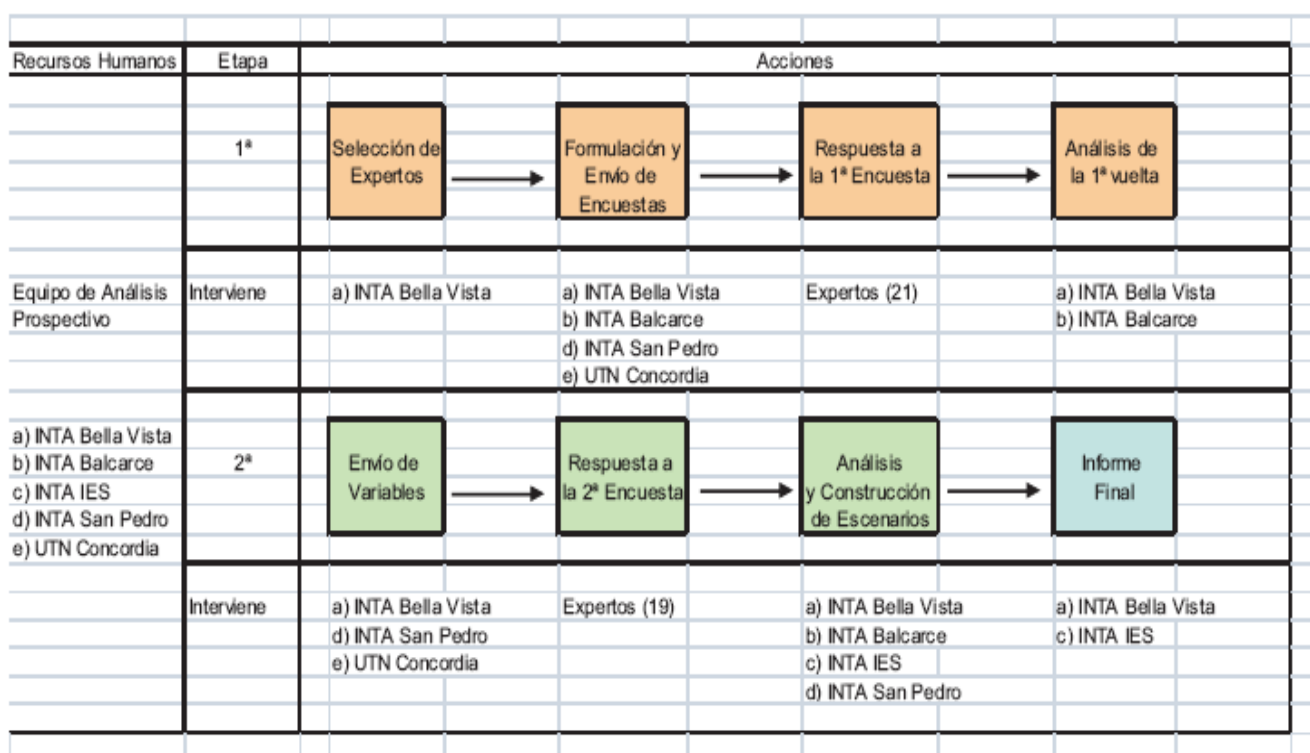 Recursos Humanos Etapa Acciones
1ª
Selección de
Expertos
Formulación y
Envío de
Encuestas
Respuesta a
la 1ª Encuesta
Análisis de
la 1ª vuelta
Equipo de Análisis
Prospectivo
Interviene
a) INTA Bella Vista
a) INTA Bella Vista
b) INTA Balcarce
d) INTA San Pedro
e) UTN Concordia
Expertos (21)
a) INTA Bella Vista
b) INTA Balcarce
a) INTA Bella Vista
b) INTA Balcarce
c) INTA IES
d) INTA San Pedro
e) UTN Concordia
2ª
Envío de
Variables
Respuesta a
la 2ª Encuesta
Análisis
y Construcción
de Escenarios
Informe
Final
Interviene
a) INTA Bella Vista
d) INTA San Pedro
e) UTN Concordia
Expertos (19)
a) INTA Bella Vista
b) INTA Balcarce
c) INTA IES
d) INTA San Pedro
a) INTA Bella Vista
c) INTA IES